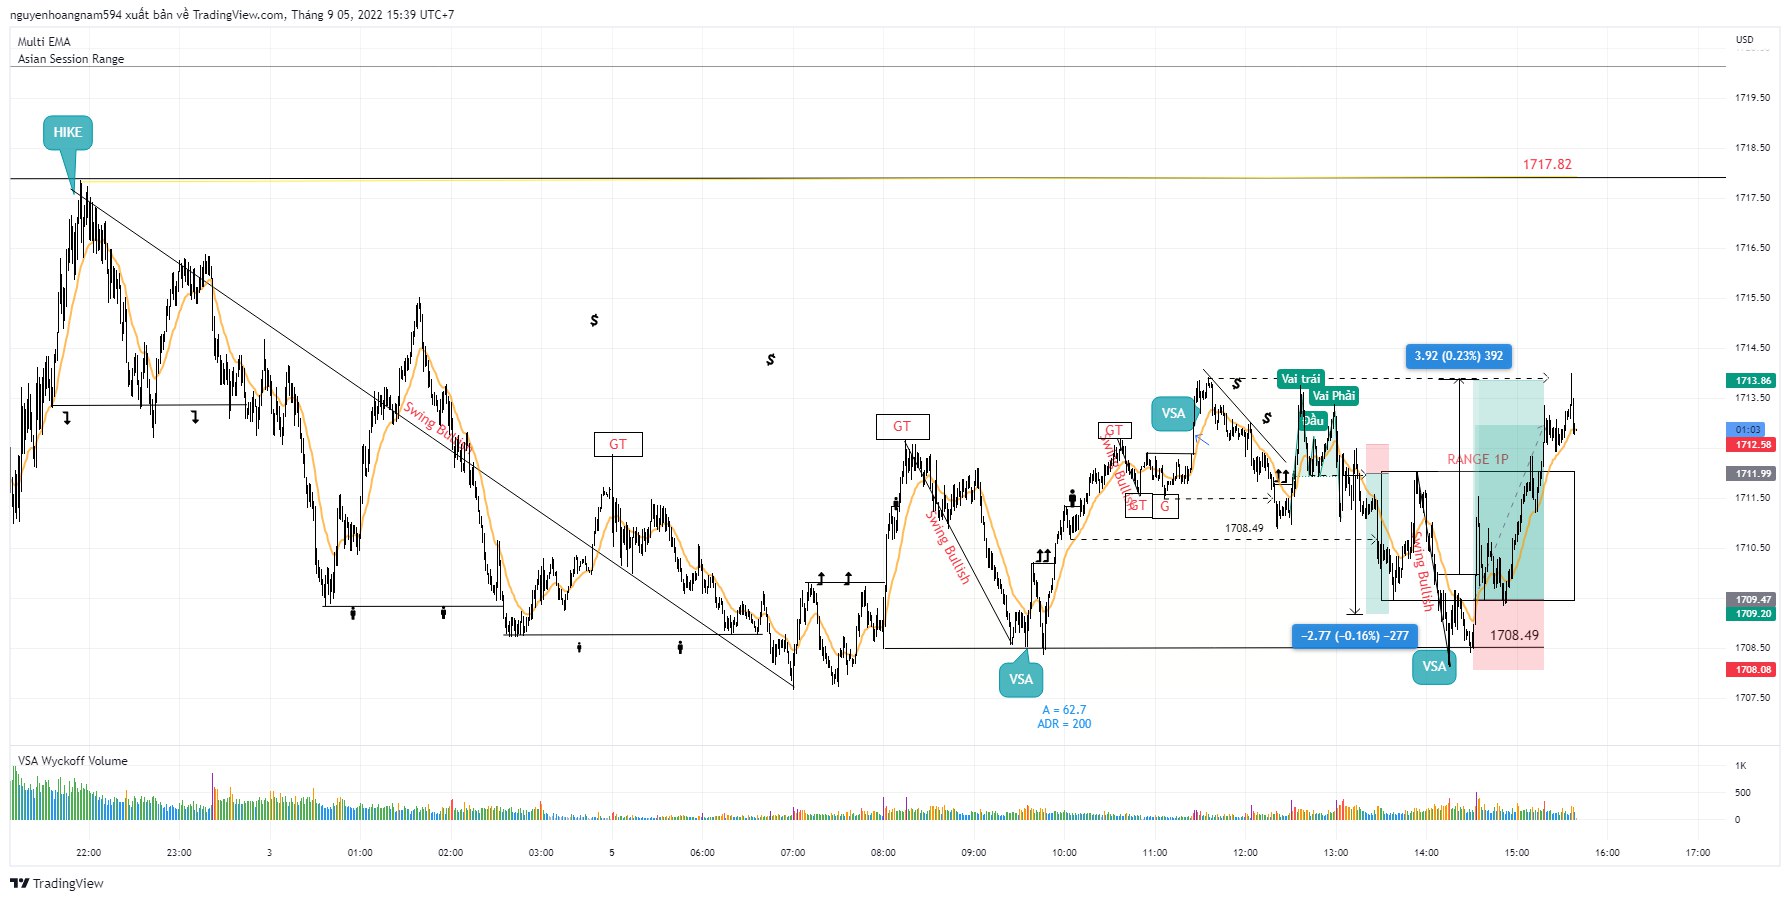 nguyenhoangnam594 xuất bản về TradingView.com, Tháng 9 05, 2022 15:39 UTC+7
Multi EMA
Asian Session Range
USD
1719.50
HIKE
1718.50
1717.82
1717.50
1716.50
1715.50
$
$
1714.50
3.92 (0.23%) 392
Vai trái
$
1713.86
Vai Phải
1713.50
Swing Bullish
VSA
$
Đầu
01:03
GT
GT
GT
1712.58
RANGE 1P
1711.99
Swing Bullish
GT
G
1711.50
Swing Bullish
1708.49
1710.50
Swing Bullish
1709.47
1709.20
−2.77 (−0.16%) −277
1708.49
1708.50
VSA
VSA
1708.08
1707.50
A = 62.7
ADR = 200
VSA Wyckoff Volume
1K
500
0
22:00
23:00
3
01:00
02:00
03:00
5
06:00
07:00
08:00
09:00
10:00
11:00
12:00
13:00
14:00
15:00
16:00
17:00
TradingView